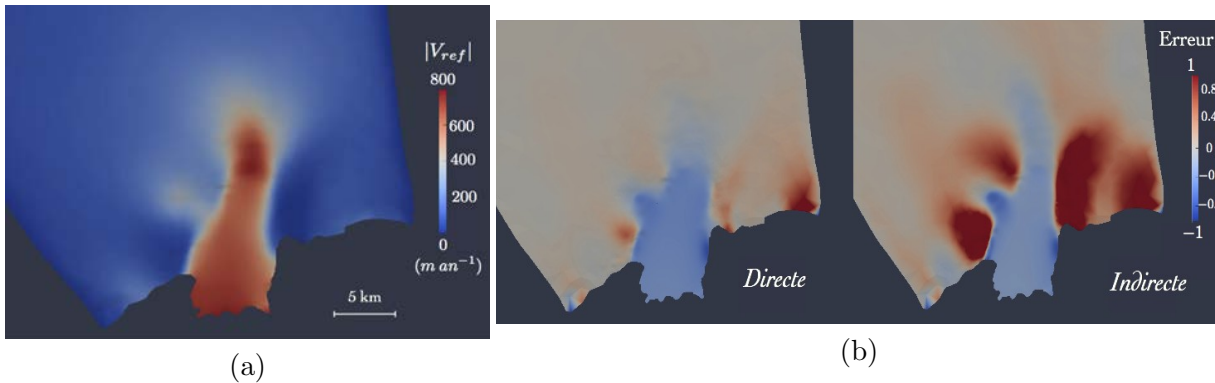 |V_ref|
800
600
400
200
0
(m an⁻¹)
5 km
(a)
Erreur
1
0.8
0.4
0
-1
Directe
Indirecte
(b)